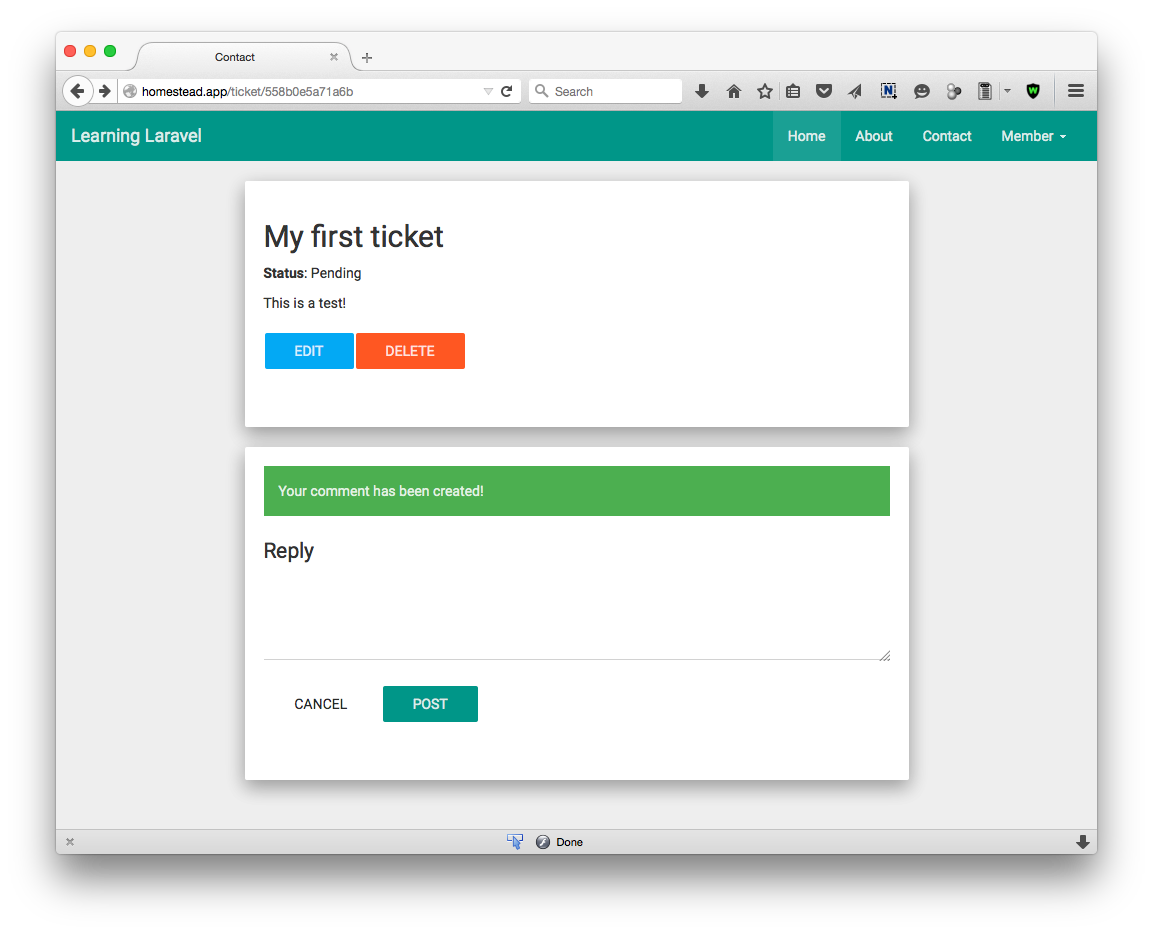 Contact
homestead.app/ticket/558b0e5a71a6b
Search
N
W
Learning Laravel
Home
About
Contact
Member
My first ticket
Status: Pending
This is a test!
EDIT
DELETE
Your comment has been created!
Reply
CANCEL
POST
Done